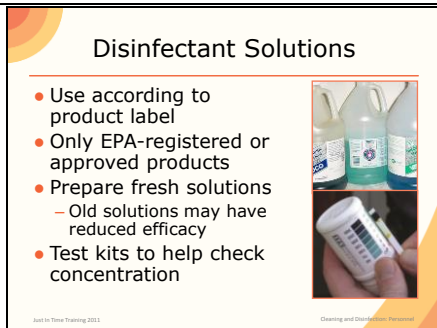 Disinfectant Solutions
• Use according to
product label
• Only EPA-registered or
approved products
• Prepare fresh solutions
– Old solutions may have
reduced efficacy
• Test kits to help check
concentration
Just In Time Training 2011
Cleaning and Disinfection: Personnel